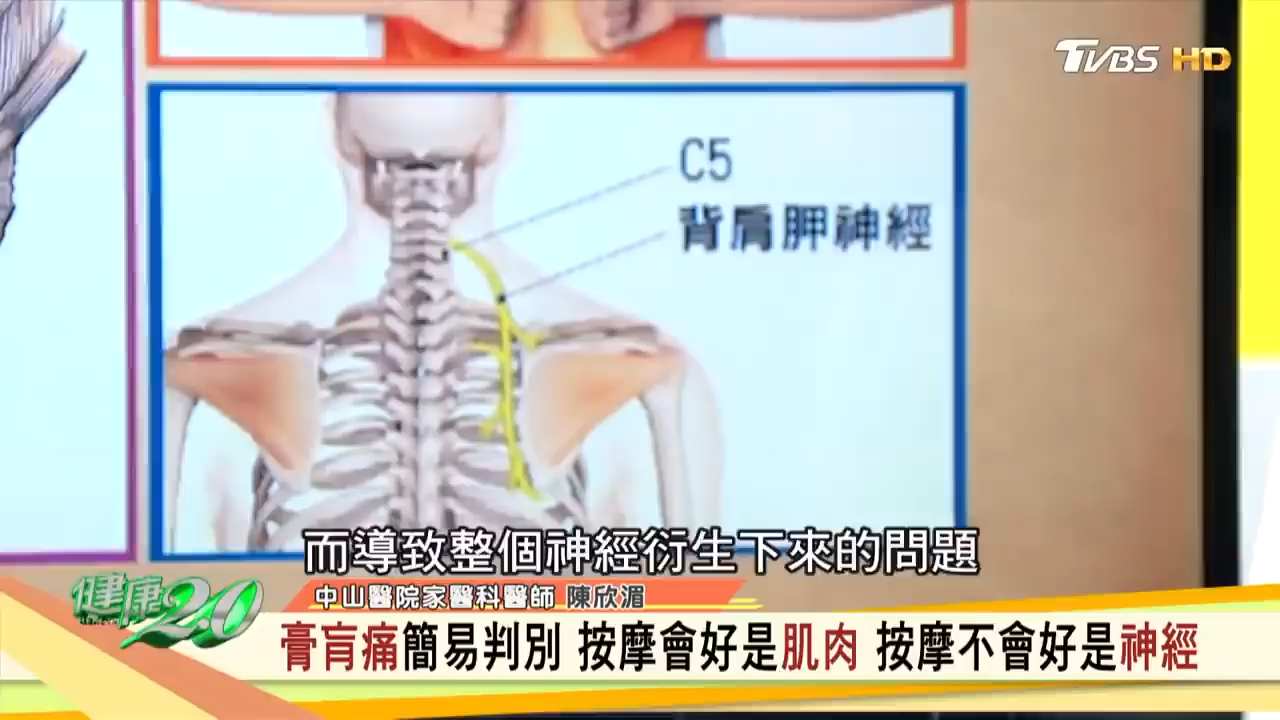 TVBS HD
C5
背肩胛神經
而導致整個神經衍生下來的問題
健康2.0
中山醫院家醫科醫師 陳欣湄
膏肓痛簡易判別 按摩會好是肌肉 按摩不會好是神經